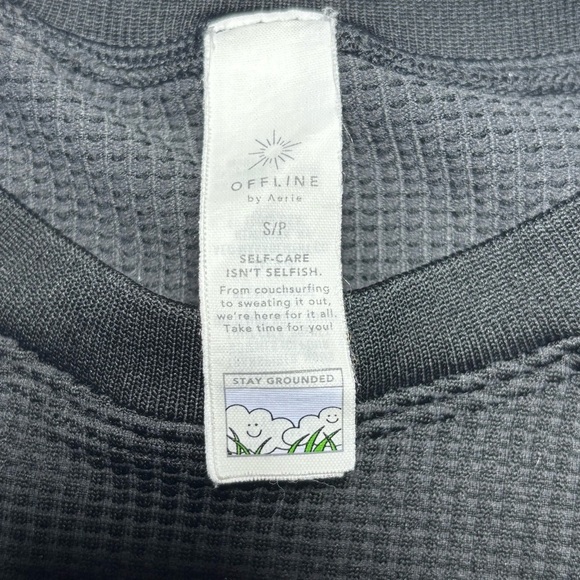 OFFLINE
by Aerie
S/P
SELF-CARE
ISN'T SELFISH.
From couchsurfing
to sweating it out,
we're here for it all.
Take time for you!
STAY GROUNDED